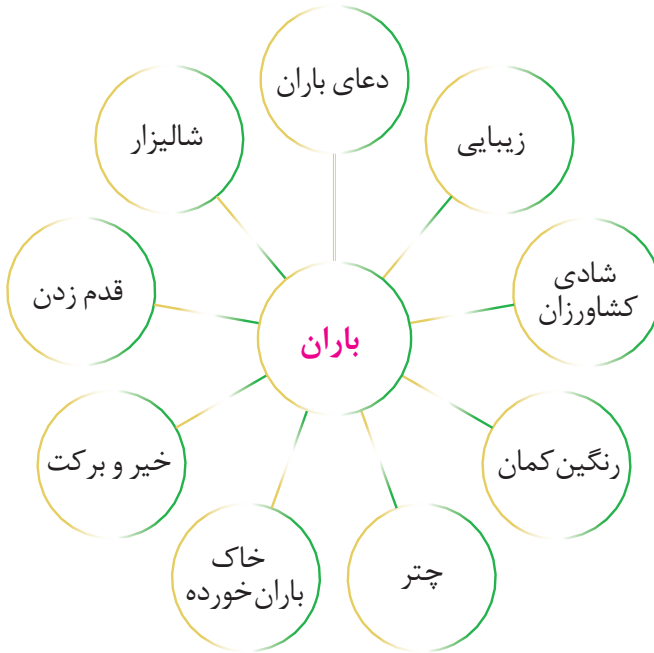 دعای باران
زیبایی
شادی
کشاورزان
رنگین‌کمان
چتر
خاک
باران‌خورده
خیر و برکت
قدم زدن
شالیزار
باران